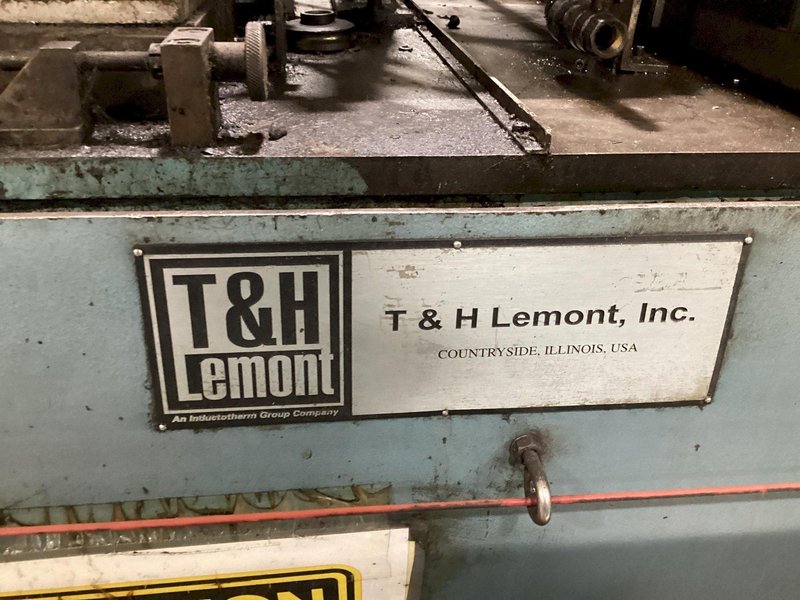 T&H
Lemont
An Inductotherm Group Company
T & H Lemont, Inc.
COUNTRYSIDE, ILLINOIS, USA